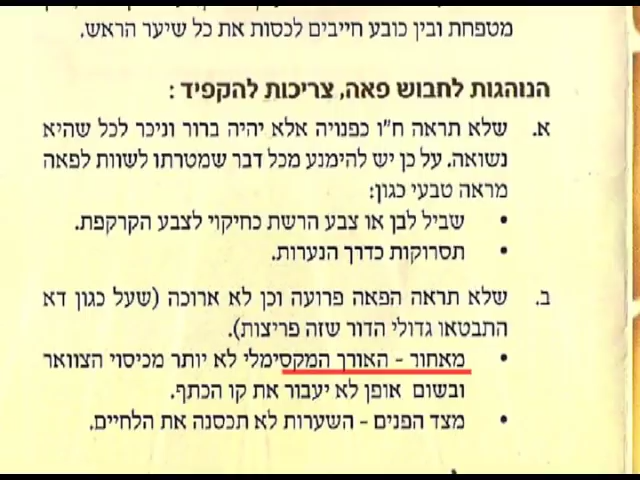 מטפחת ובין כובע חייבים לכסות את כל שיער הראש.
הנוהגות לחבוש פאה, צריכות להקפיד :
א. שלא תראה ח"ו כפנויה אלא יהיה ברור וניכר לכל שהיא
נשואה. על כן יש להימנע מכל דבר שמטרתו לשוות לפאה
מראה טבעי כגון:
• שביל לבן או צבע הרשת כחיקוי לצבע הקרקפת.
• תסרוקות כדרך הנערות.
ב. שלא תראה הפאה פרועה וכן לא ארוכה (שעל כגון דא
התבטאו גדולי הדור שזה פריצות).
• מאחור - האורך המקסימלי לא יותר מכיסוי הצוואר
ובשום אופן לא יעבור את קו הכתף.
• מצד הפנים - השערות לא תכסנה את הלחיים.